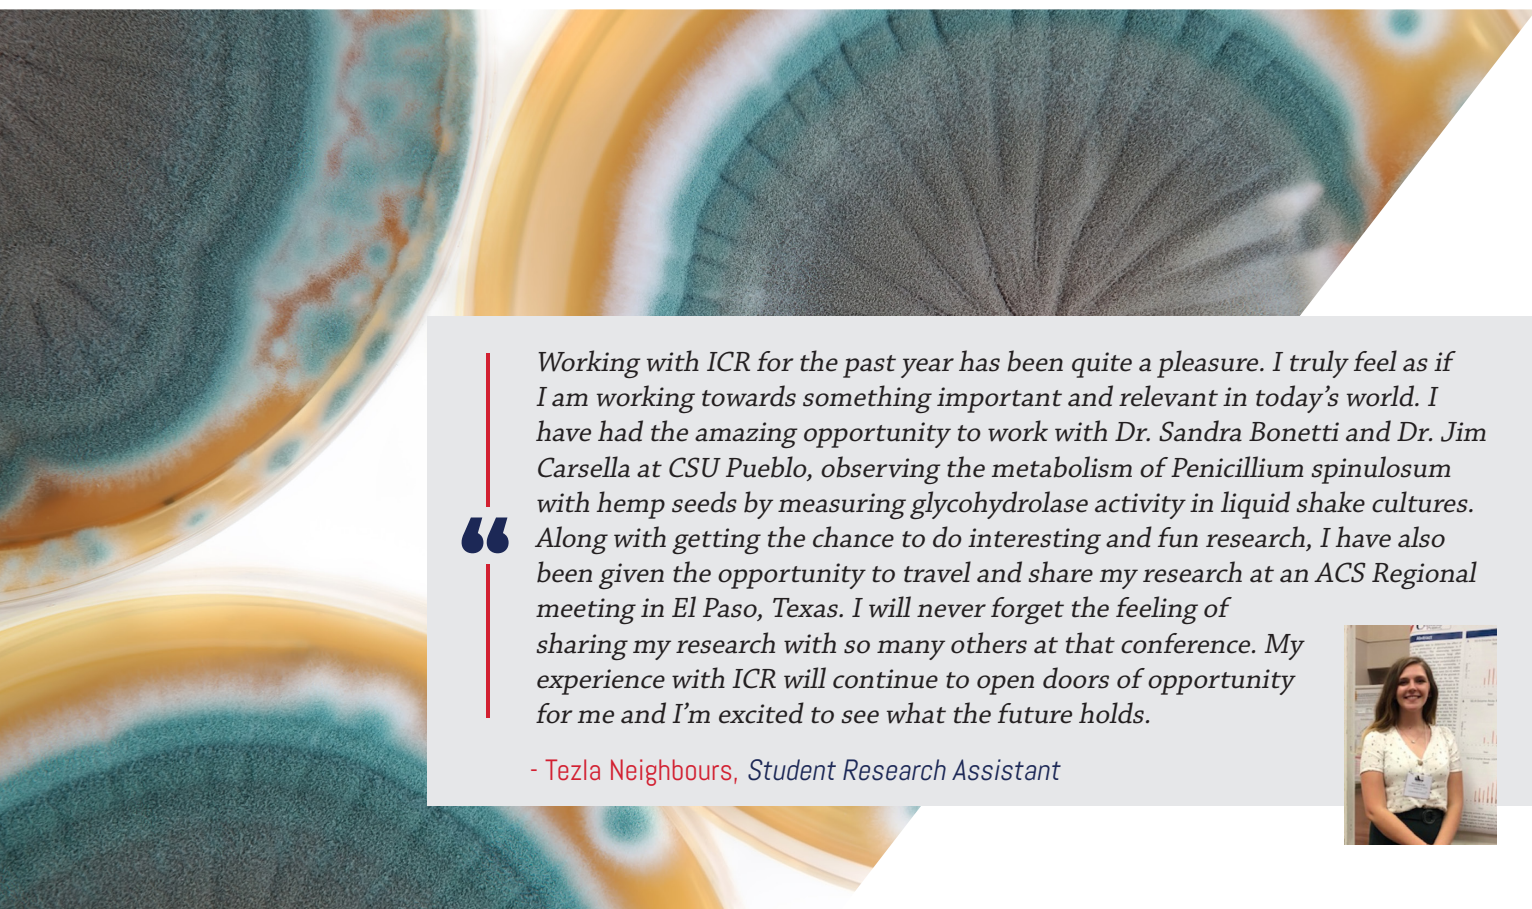 Working with ICR for the past year has been quite a pleasure. I truly feel as if
I am working towards something important and relevant in today’s world. I
have had the amazing opportunity to work with Dr. Sandra Bonetti and Dr. Jim
Carsella at CSU Pueblo, observing the metabolism of Penicillium spinulosum
with hemp seeds by measuring glycohydrolase activity in liquid shake cultures.
“
Along with getting the chance to do interesting and fun research, I have also
been given the opportunity to travel and share my research at an ACS Regional
meeting in El Paso, Texas. I will never forget the feeling of
sharing my research with so many others at that conference. My
experience with ICR will continue to open doors of opportunity
for me and I’m excited to see what the future holds.
- Tezla Neighbours, Student Research Assistant